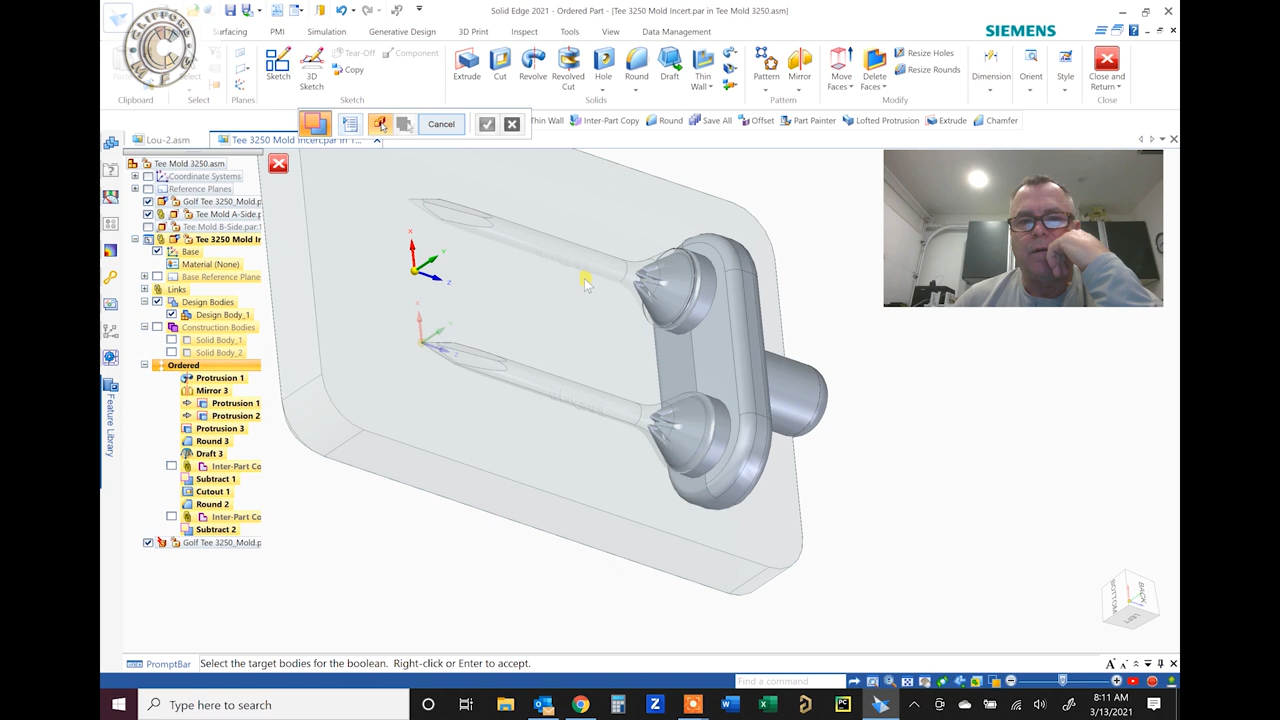 Solid Edge 2021 - Ordered Part - [Tee 3250 Mold Incert.par in Tee Mold 3250.asm]
CLIFFORD
Surfacing
PMI
Simulation
Generative Design
3D Print
Inspect
Tools
View
Data Management
SIEMENS
Tear-Off
Component
Copy
Sketch
3D Sketch
Extrude
Cut
Revolve
Revolved Cut
Hole
Round
Draft
Thin Wall
Pattern
Mirror
Move Faces
Delete Faces
Resize Holes
Resize Rounds
Dimension
Orient
Style
Close and Return
Clipboard
Select
Planes
Sketch
Solids
Pattern
Modify
Close
Cancel
Thin Wall
Inter-Part Copy
Round
Save All
Offset
Part Painter
Lofted Protrusion
Extrude
Chamfer
Lou-2.asm
Tee 3250 Mold Incert.par in T...
Tee Mold 3250.asm
Coordinate Systems
Reference Planes
Golf Tee 3250_Mold.p
Tee Mold A-Side.p
Tee Mold B-Side.par:1
Tee 3250 Mold Ir
Base
Material (None)
Base Reference Plane
Links
Design Bodies
Design Body_1
Construction Bodies
Solid Body_1
Solid Body_2
Ordered
Protrusion 1
Mirror 3
Protrusion 1
Protrusion 2
Protrusion 3
Round 3
Draft 3
Inter-Part Co
Subtract 1
Cutout 1
Round 2
Inter-Part Co
Subtract 2
Golf Tee 3250_Mold.p
Feature Library
x
y
z
x
y
z
BACK
BOTTOM
LEFT
PromptBar
Select the target bodies for the boolean. Right-click or Enter to accept.
Find a command
Type here to search
8:11 AM
3/13/2021